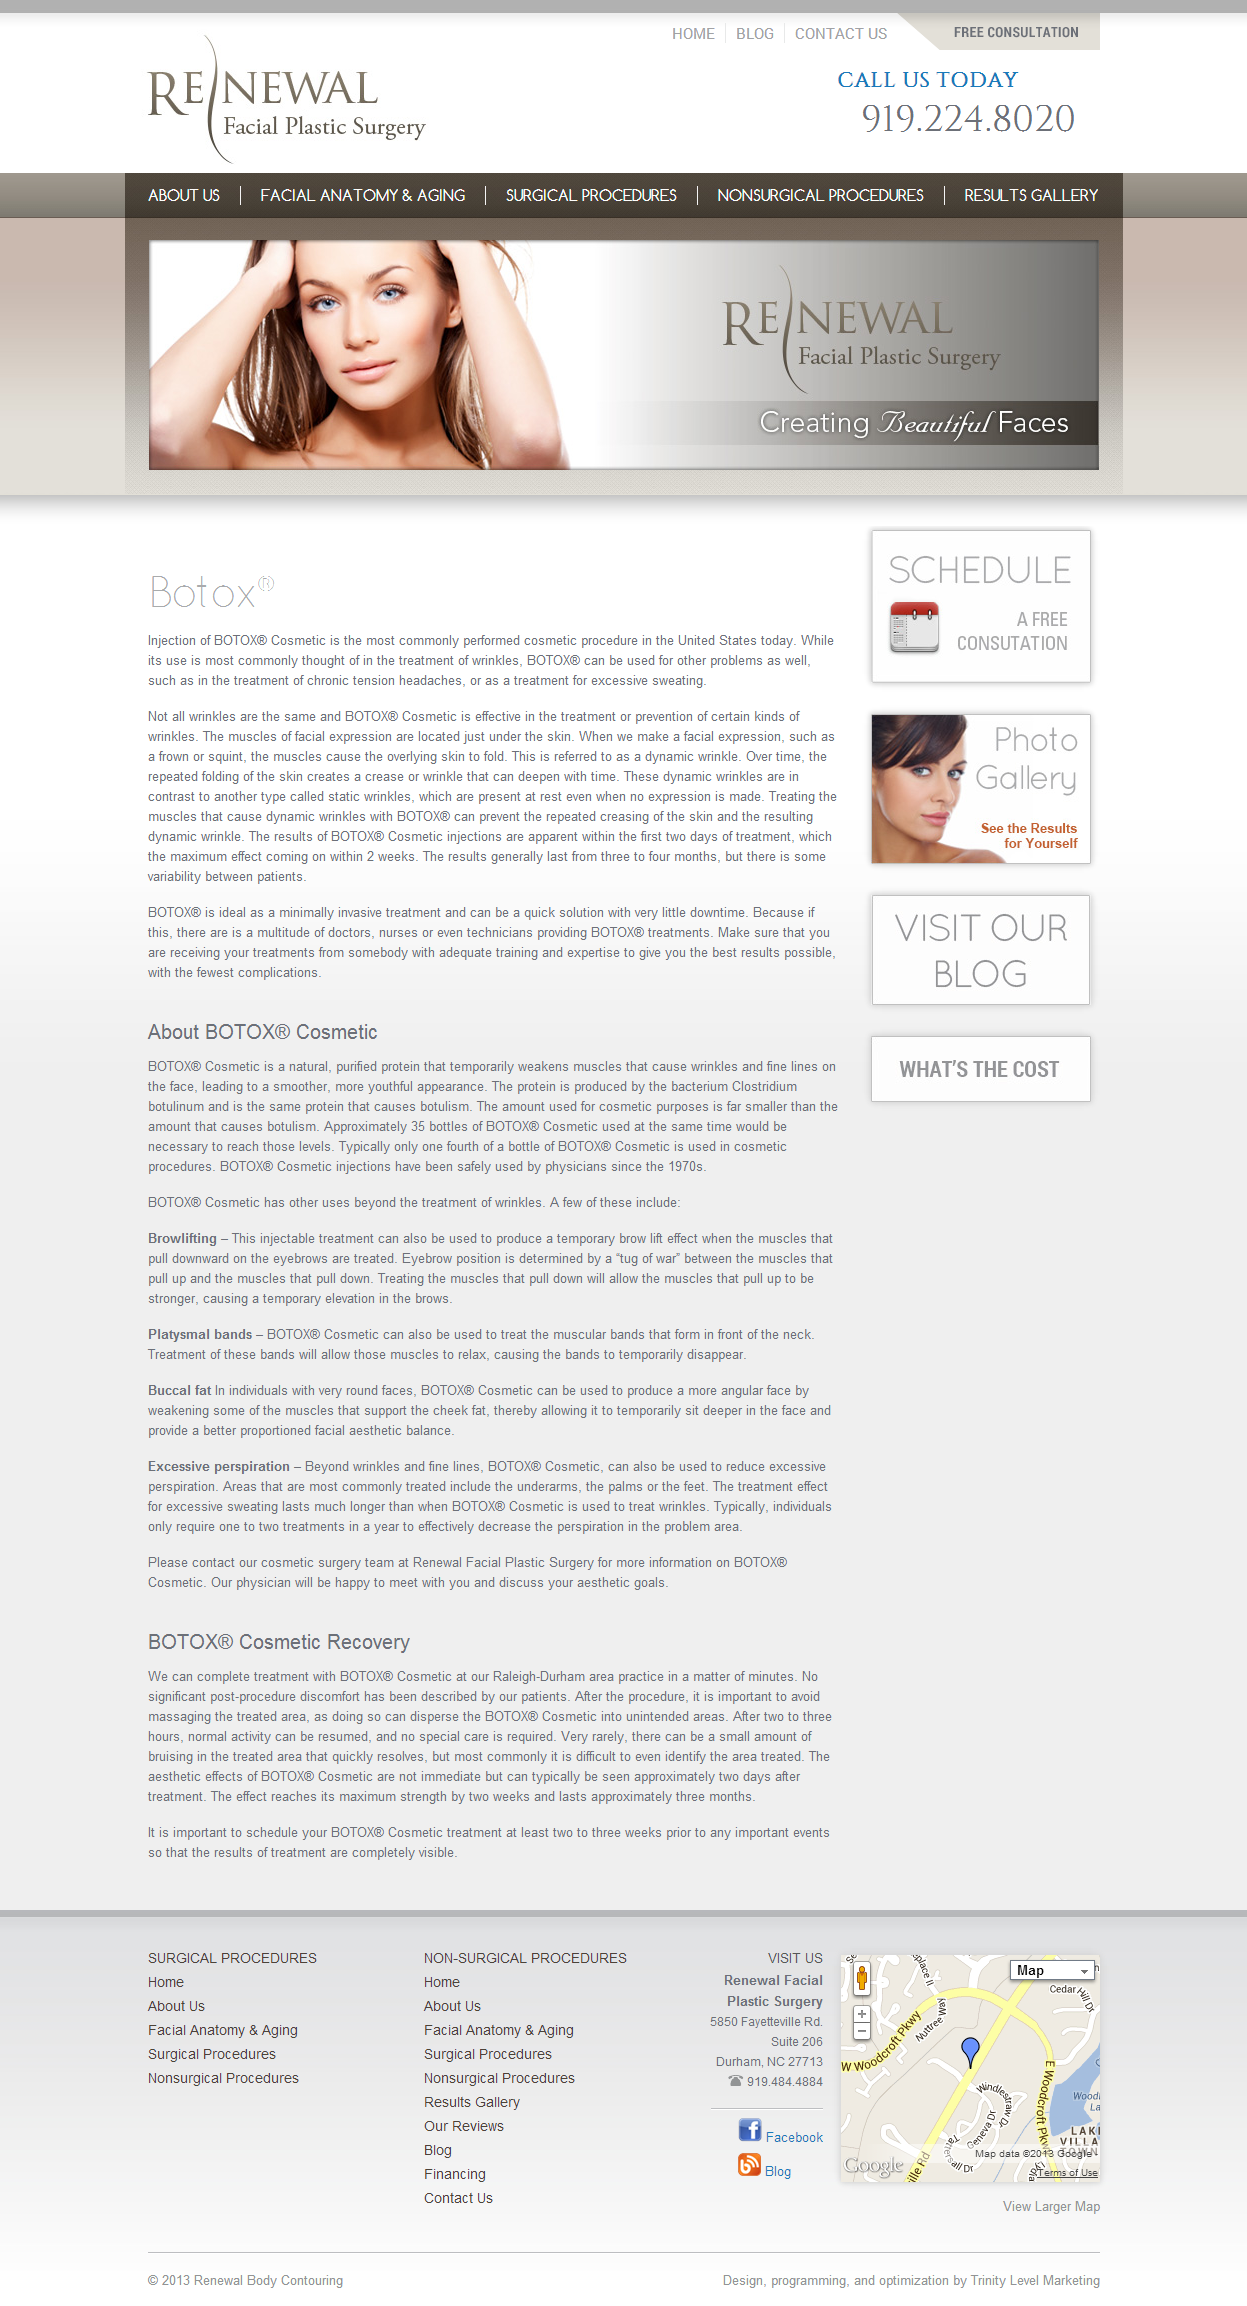 HOME
BLOG
CONTACT US
FREE CONSULTATION
RENEWAL
Facial Plastic Surgery
CALL US TODAY
919.224.8020
ABOUT US
FACIAL ANATOMY & AGING
SURGICAL PROCEDURES
NONSURGICAL PROCEDURES
RESULTS GALLERY
RENEWAL
Facial Plastic Surgery
Creating Beautiful Faces
Botox®
Injection of BOTOX® Cosmetic is the most commonly performed cosmetic procedure in the United States today. While
its use is most commonly thought of in the treatment of wrinkles, BOTOX® can be used for other problems as well,
such as in the treatment of chronic tension headaches, or as a treatment for excessive sweating.
Not all wrinkles are the same and BOTOX® Cosmetic is effective in the treatment or prevention of certain kinds of
wrinkles. The muscles of facial expression are located just under the skin. When we make a facial expression, such as
a frown or squint, the muscles cause the overlying skin to fold. This is referred to as a dynamic wrinkle. Over time, the
repeated folding of the skin creates a crease or wrinkle that can deepen with time. These dynamic wrinkles are in
contrast to another type called static wrinkles, which are present at rest even when no expression is made. Treating the
muscles that cause dynamic wrinkles with BOTOX® can prevent the repeated creasing of the skin and the resulting
dynamic wrinkle. The results of BOTOX® Cosmetic injections are apparent within the first two days of treatment, which
the maximum effect coming on within 2 weeks. The results generally last from three to four months, but there is some
variability between patients.
BOTOX® is ideal as a minimally invasive treatment and can be a quick solution with very little downtime. Because if
this, there are is a multitude of doctors, nurses or even technicians providing BOTOX® treatments. Make sure that you
are receiving your treatments from somebody with adequate training and expertise to give you the best results possible,
with the fewest complications.
About BOTOX® Cosmetic
BOTOX® Cosmetic is a natural, purified protein that temporarily weakens muscles that cause wrinkles and fine lines on
the face, leading to a smoother, more youthful appearance. The protein is produced by the bacterium Clostridium
botulinum and is the same protein that causes botulism. The amount used for cosmetic purposes is far smaller than the
amount that causes botulism. Approximately 35 bottles of BOTOX® Cosmetic used at the same time would be
necessary to reach those levels. Typically only one fourth of a bottle of BOTOX® Cosmetic is used in cosmetic
procedures. BOTOX® Cosmetic injections have been safely used by physicians since the 1970s.
BOTOX® Cosmetic has other uses beyond the treatment of wrinkles. A few of these include:
Browlifting – This injectable treatment can also be used to produce a temporary brow lift effect when the muscles that
pull downward on the eyebrows are treated. Eyebrow position is determined by a “tug of war” between the muscles that
pull up and the muscles that pull down. Treating the muscles that pull down will allow the muscles that pull up to be
stronger, causing a temporary elevation in the brows.
Platysmal bands – BOTOX® Cosmetic can also be used to treat the muscular bands that form in front of the neck.
Treatment of these bands will allow those muscles to relax, causing the bands to temporarily disappear.
Buccal fat In individuals with very round faces, BOTOX® Cosmetic can be used to produce a more angular face by
weakening some of the muscles that support the cheek fat, thereby allowing it to temporarily sit deeper in the face and
provide a better proportioned facial aesthetic balance.
Excessive perspiration – Beyond wrinkles and fine lines, BOTOX® Cosmetic, can also be used to reduce excessive
perspiration. Areas that are most commonly treated include the underarms, the palms or the feet. The treatment effect
for excessive sweating lasts much longer than when BOTOX® Cosmetic is used to treat wrinkles. Typically, individuals
only require one to two treatments in a year to effectively decrease the perspiration in the problem area.
Please contact our cosmetic surgery team at Renewal Facial Plastic Surgery for more information on BOTOX®
Cosmetic. Our physician will be happy to meet with you and discuss your aesthetic goals.
BOTOX® Cosmetic Recovery
We can complete treatment with BOTOX® Cosmetic at our Raleigh-Durham area practice in a matter of minutes. No
significant post-procedure discomfort has been described by our patients. After the procedure, it is important to avoid
massaging the treated area, as doing so can disperse the BOTOX® Cosmetic into unintended areas. After two to three
hours, normal activity can be resumed, and no special care is required. Very rarely, there can be a small amount of
bruising in the treated area that quickly resolves, but most commonly it is difficult to even identify the area treated. The
aesthetic effects of BOTOX® Cosmetic are not immediate but can typically be seen approximately two days after
treatment. The effect reaches its maximum strength by two weeks and lasts approximately three months.
It is important to schedule your BOTOX® Cosmetic treatment at least two to three weeks prior to any important events
so that the results of treatment are completely visible.
SCHEDULE
A FREE
CONSUTATION
Photo
Gallery
See the Results
for Yourself
VISIT OUR
BLOG
WHAT'S THE COST
SURGICAL PROCEDURES
Home
About Us
Facial Anatomy & Aging
Surgical Procedures
Nonsurgical Procedures
NON-SURGICAL PROCEDURES
Home
About Us
Facial Anatomy & Aging
Surgical Procedures
Nonsurgical Procedures
Results Gallery
Our Reviews
Blog
Financing
Contact Us
VISIT US
Renewal Facial
Plastic Surgery
5850 Fayetteville Rd.
Suite 206
Durham, NC 27713
919.484.4884
Facebook
Blog
Map
Cedar
Hill Dr
Nuttree Way
W Woodcroft Pkwy
E Woodcroft Pkwy
Windlestraw Dr
Geneva Dr
Map data ©2013 Google -
Google
Terms of Use
View Larger Map
© 2013 Renewal Body Contouring
Design, programming, and optimization by Trinity Level Marketing